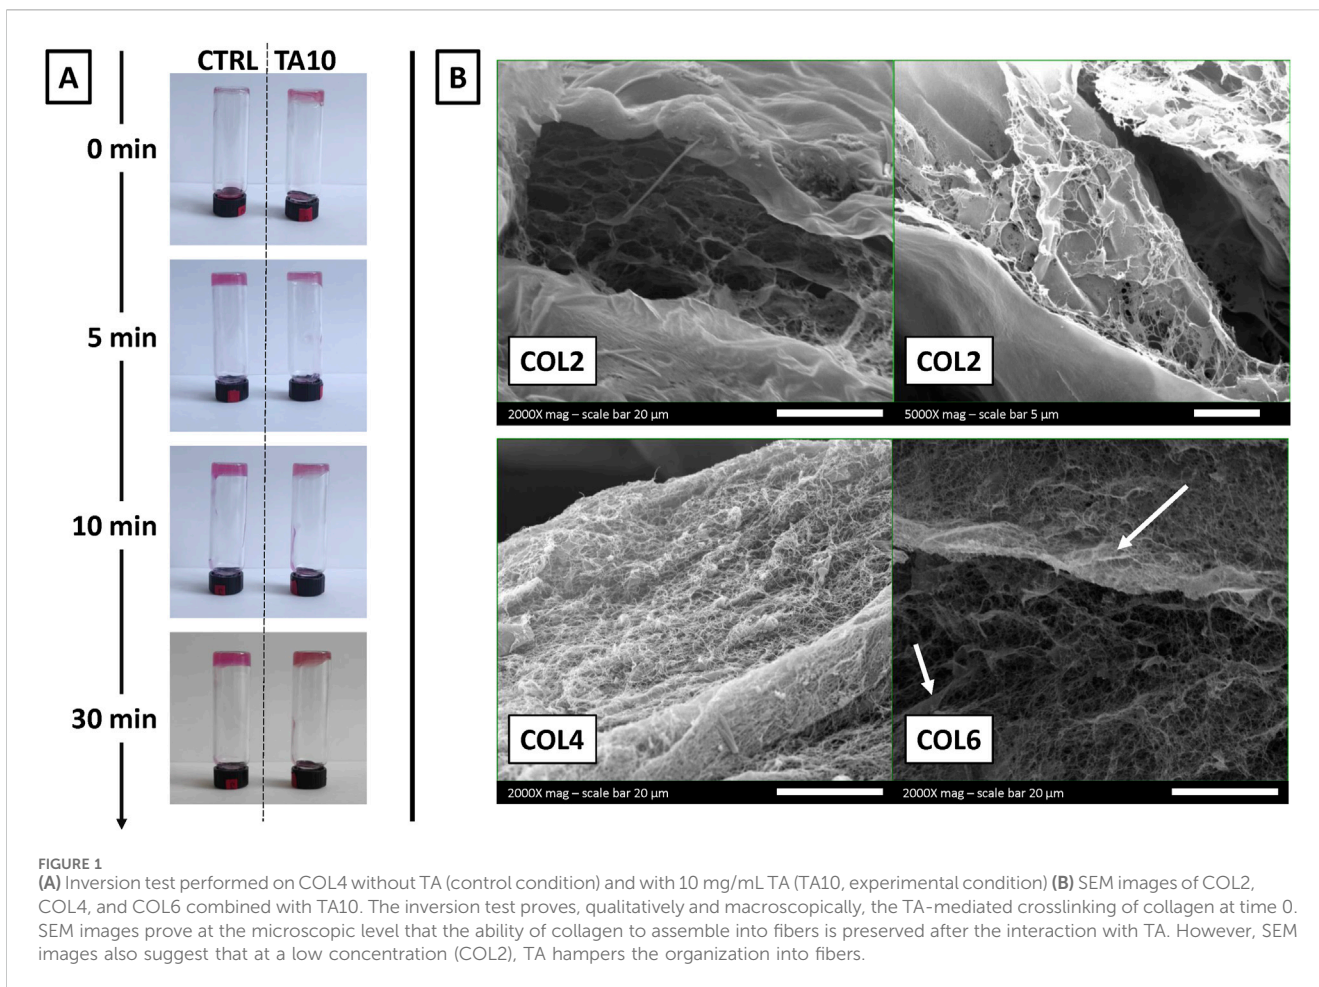 A
CTRL TA10
0 min
5 min
10 min
30 min
B
COL2
2000X mag – scale bar 20 µm
COL2
5000X mag – scale bar 5 µm
COL4
2000X mag – scale bar 20 µm
COL6
2000X mag – scale bar 20 µm
FIGURE 1
(A) Inversion test performed on COL4 without TA (control condition) and with 10 mg/mL TA (TA10, experimental condition) (B) SEM images of COL2,
COL4, and COL6 combined with TA10. The inversion test proves, qualitatively and macroscopically, the TA-mediated crosslinking of collagen at time 0.
SEM images prove at the microscopic level that the ability of collagen to assemble into fibers is preserved after the interaction with TA. However, SEM
images also suggest that at a low concentration (COL2), TA hampers the organization into fibers.